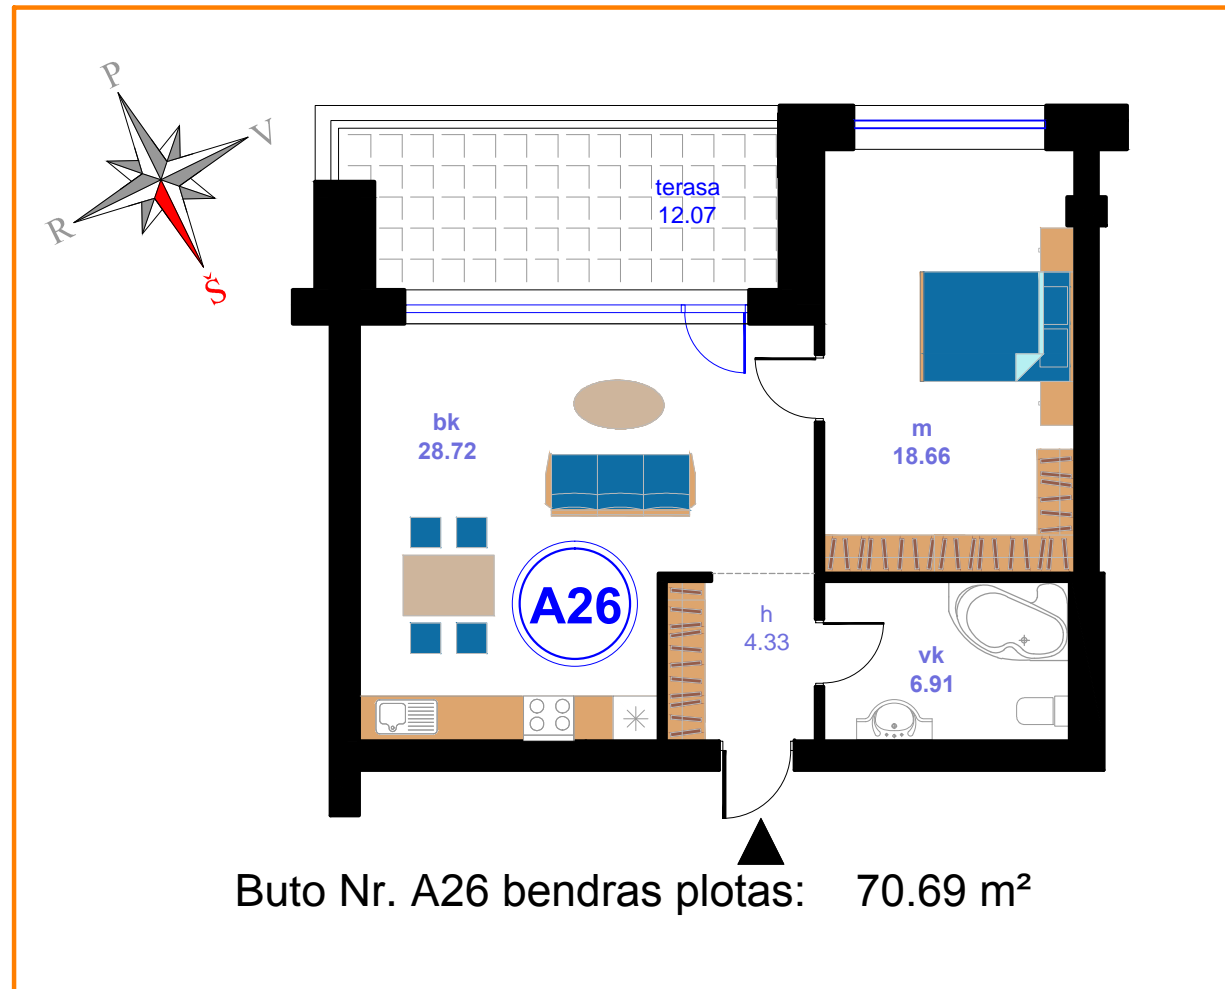 P
V
R
Š
terasa
12.07
bk
28.72
m
18.66
A26
h
4.33
vk
6.91
Buto Nr. A26 bendras plotas: 70.69 m²